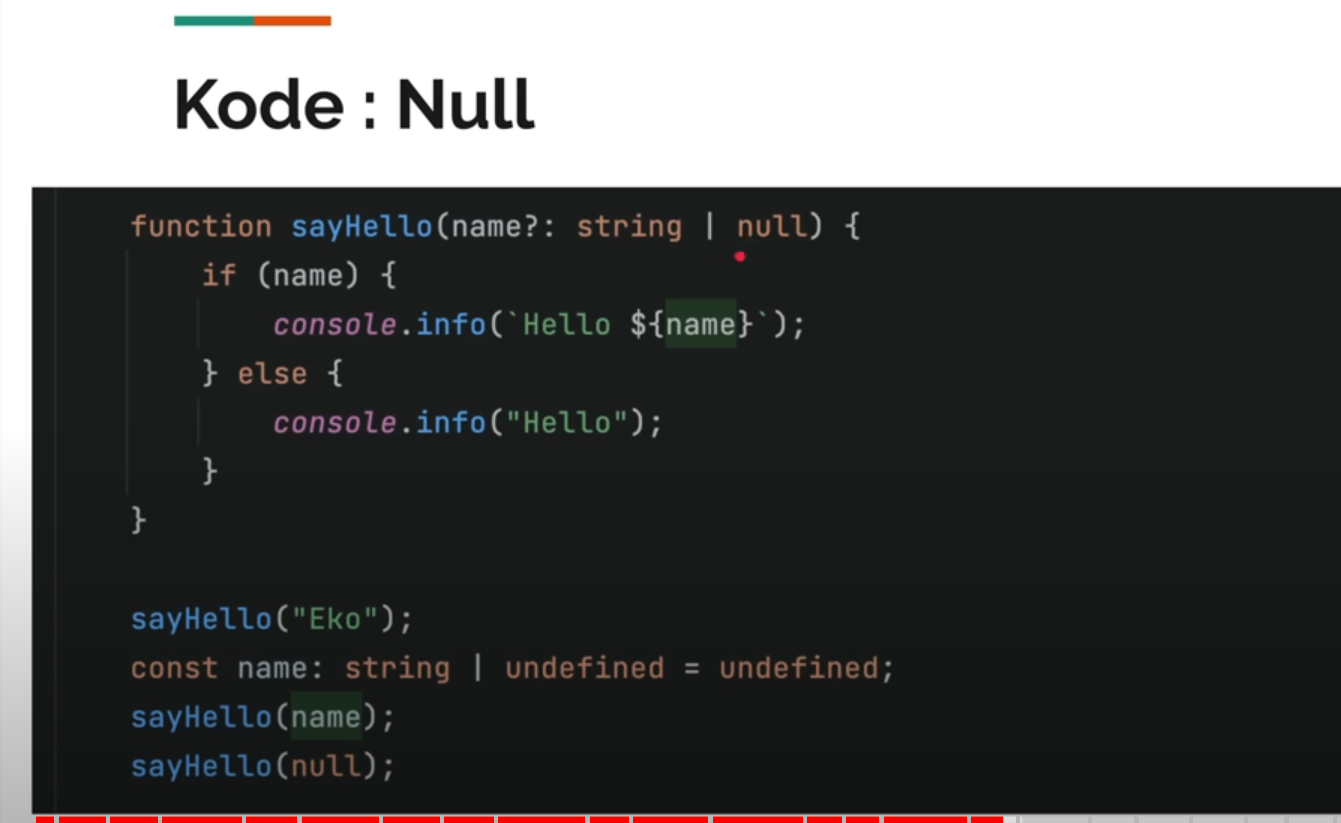 Kode : Null
function sayHello(name?: string | null) {
if (name) {
console.info(`Hello ${name}`);
} else {
console.info("Hello");
}
}
sayHello("Eko");
const name: string | undefined = undefined;
sayHello(name);
sayHello(null);